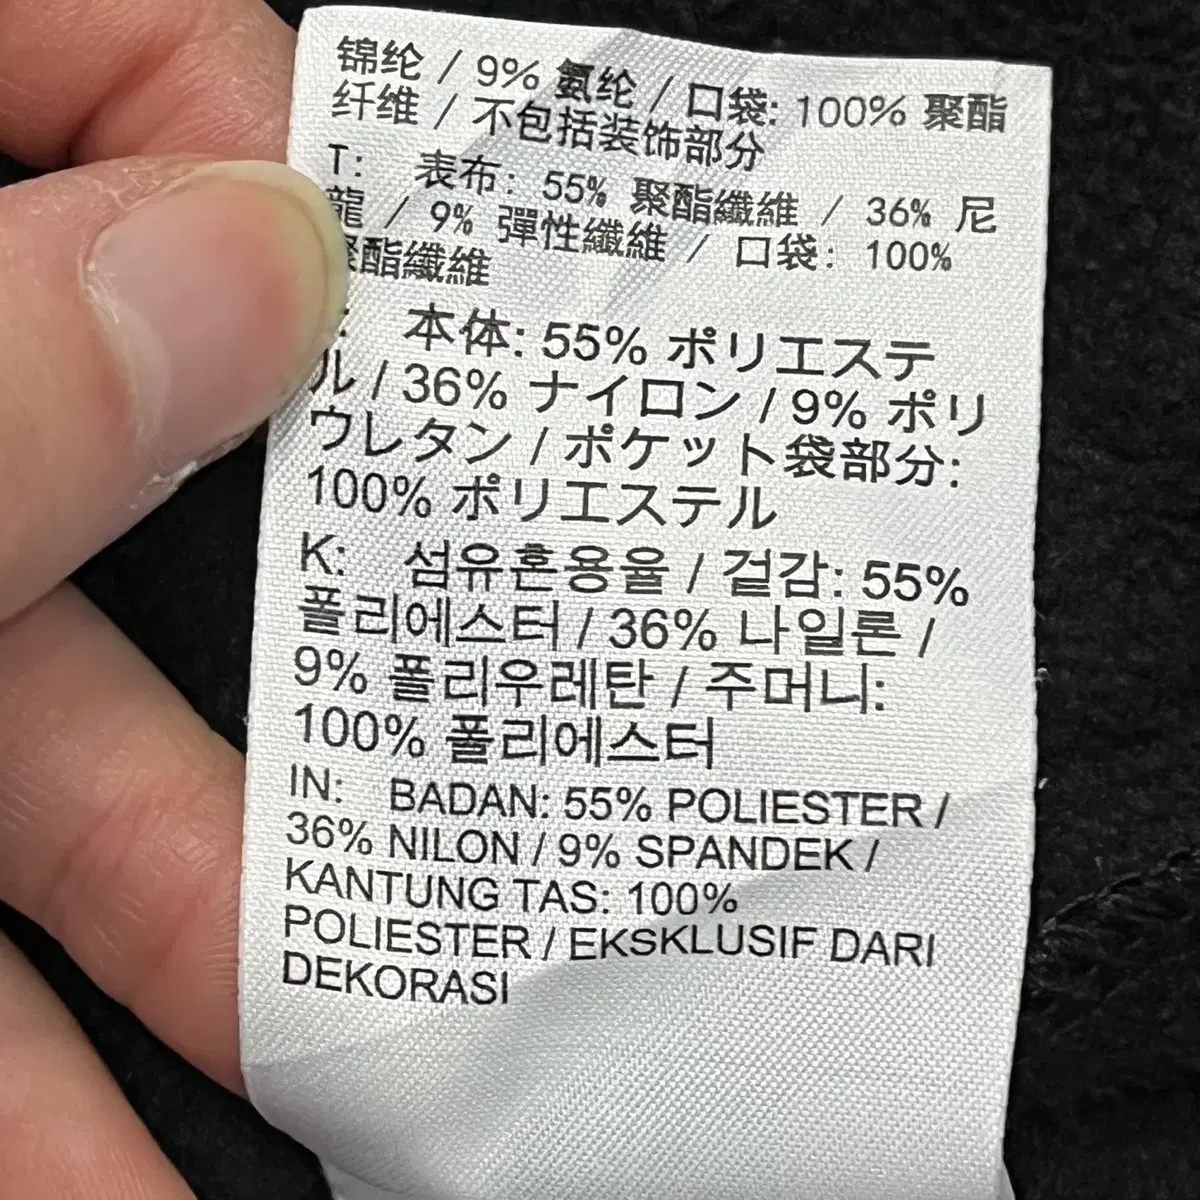 锦纶 / 9% 氨纶 / 口袋: 100% 聚酯
纤维 / 不包括装饰部分
T: 表布: 55% 聚酯纖維 / 36% 尼
龍 / 9% 彈性纖維 / 口袋: 100%
聚酯纖維
: 本体: 55% ポリエステ
ル / 36% ナイロン / 9% ポリ
ウレタン / ポケット袋部分:
100% ポリエステル
K: 섬유혼용율 / 겉감: 55%
폴리에스터 / 36% 나일론 /
9% 폴리우레탄 / 주머니:
100% 폴리에스터
IN: BADAN: 55% POLIESTER /
36% NILON / 9% SPANDEK /
KANTUNG TAS: 100%
POLIESTER / EKSKLUSIF DARI
DEKORASI